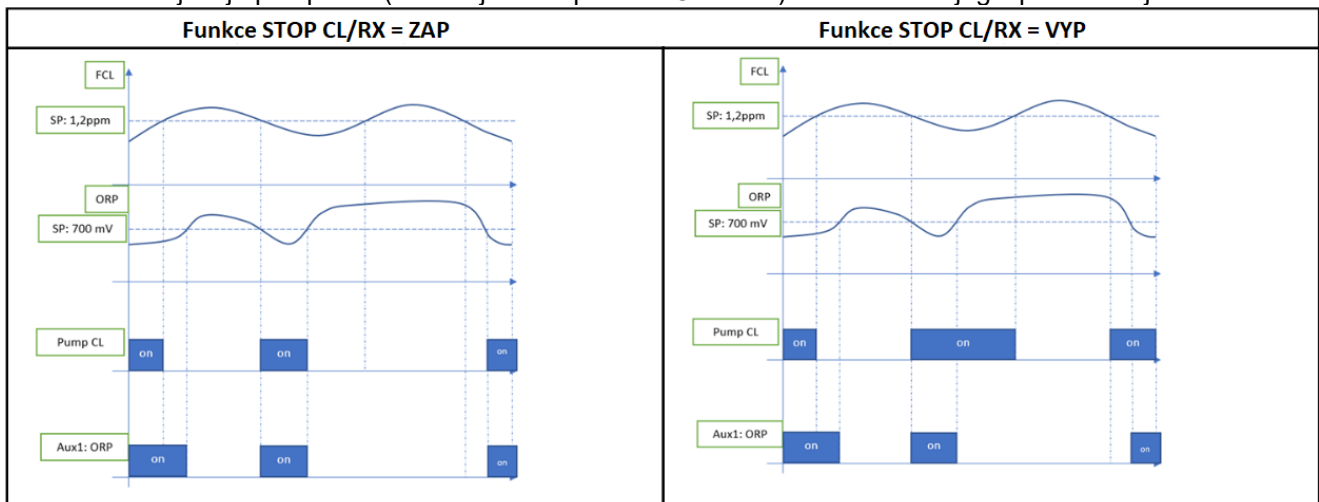 Funkce STOP CL/RX = ZAP
Funkce STOP CL/RX = VYP
FCL
SP: 1,2ppm
ORP
SP: 700 mV
Pump CL
on
on
on
Aux1: ORP
on
on
on
FCL
SP: 1,2ppm
ORP
SP: 700 mV
Pump CL
on
on
on
Aux1: ORP
on
on
on